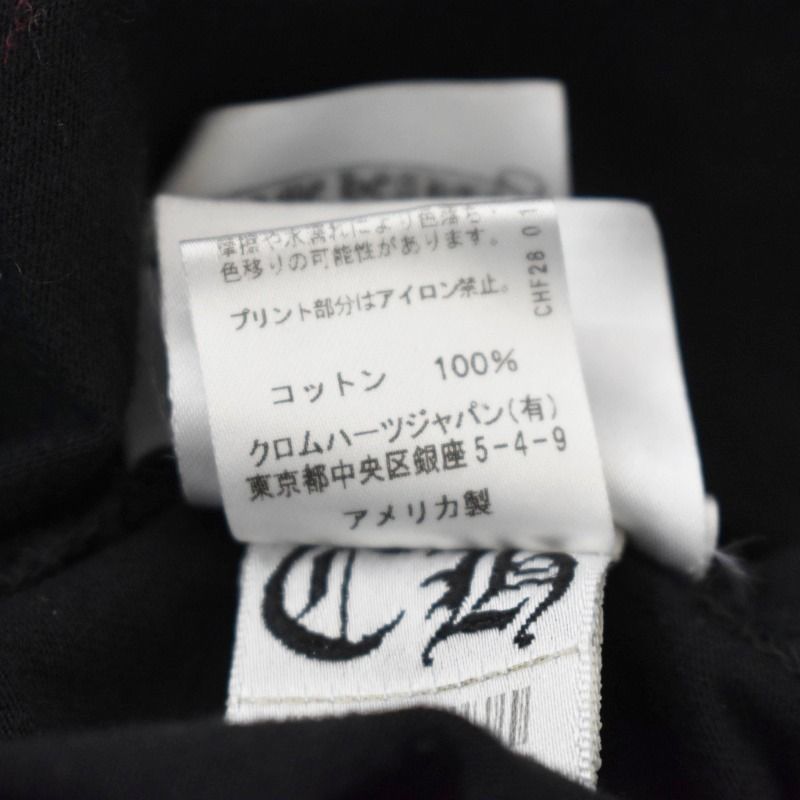 摩擦や水濡れにより色落ち・
色移りの可能性があります。
プリント部分はアイロン禁止。
コットン 100%
クロムハーツジャパン(有)
東京都中央区銀座5-4-9
アメリカ製
CHF28 01
CH